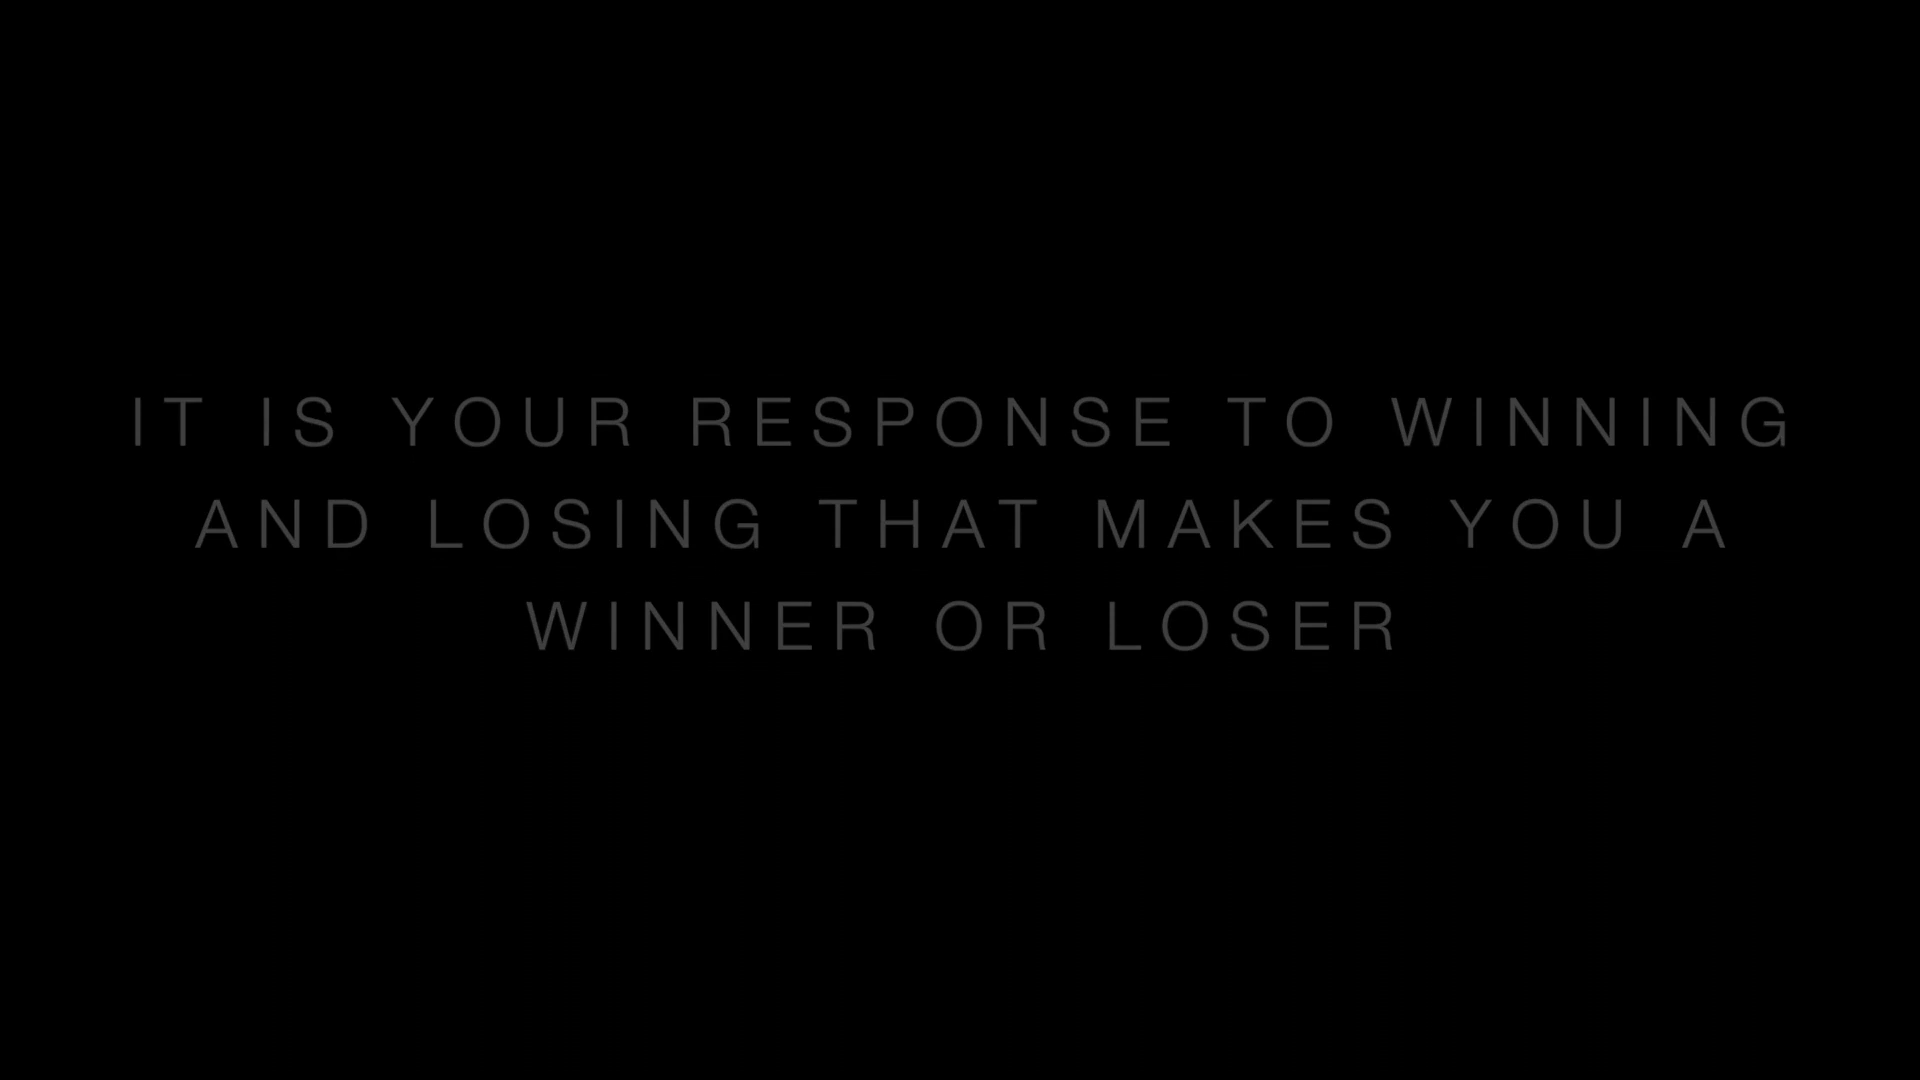 IT IS YOUR RESPONSE TO WINNING
AND LOSING THAT MAKES YOU A
WINNER OR LOSER